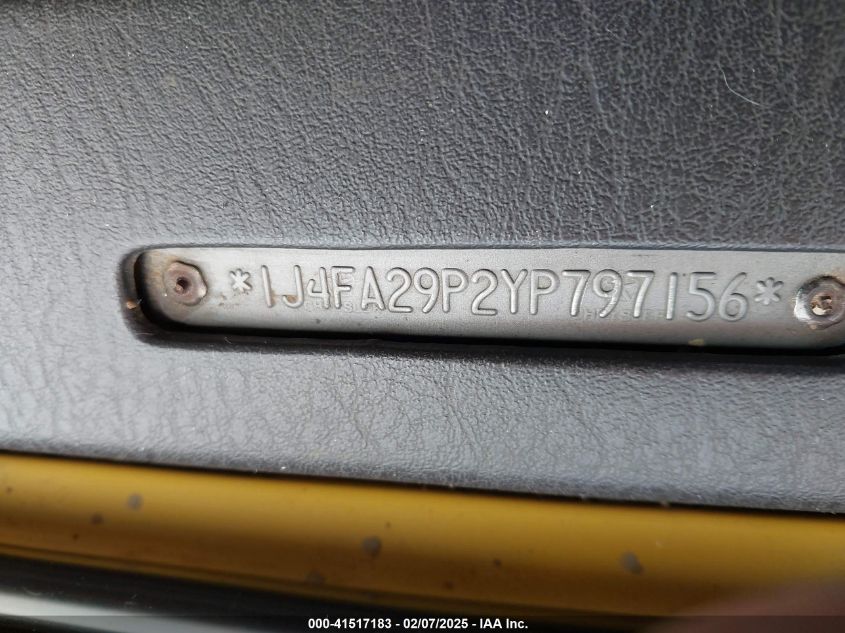 *1J4FA29P2YP797156*
000-41517183 - 02/07/2025 - IAA Inc.